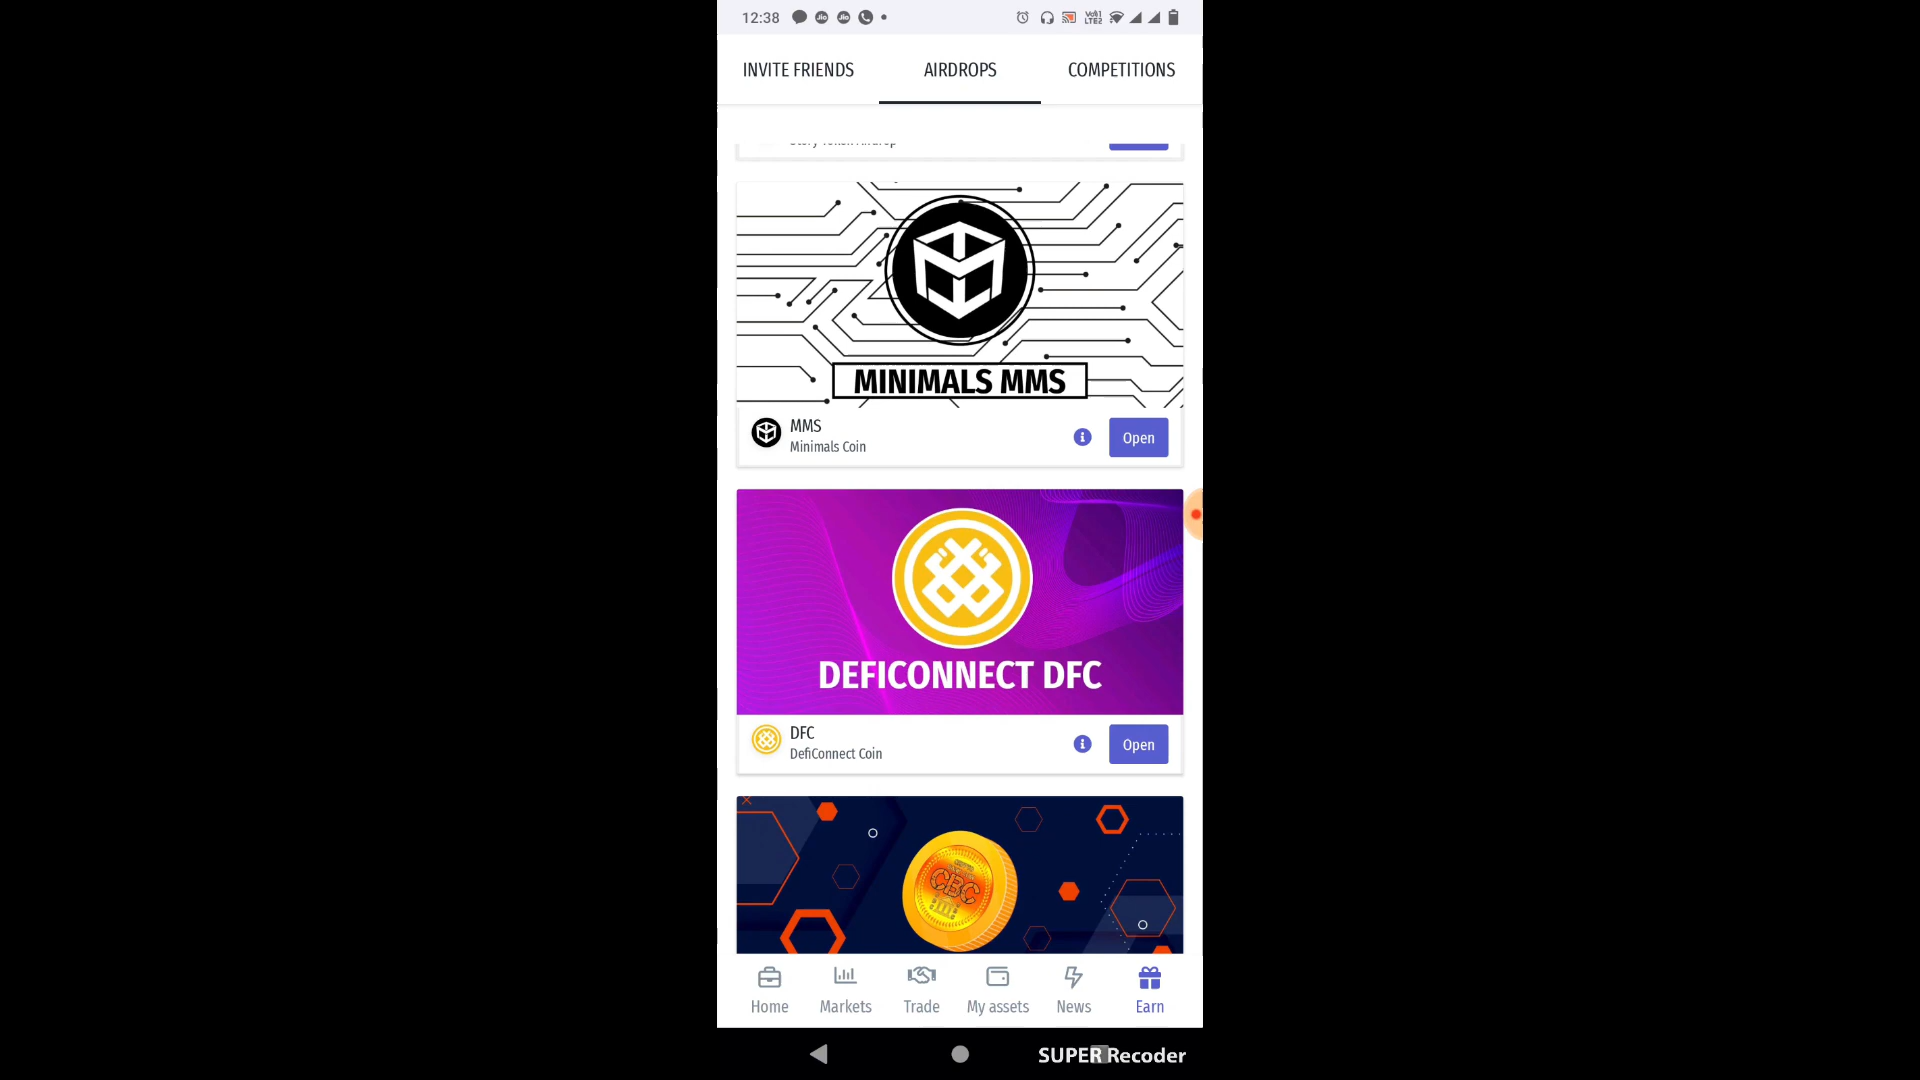 12:38
INVITE FRIENDS AIRDROPS COMPETITIONS
MINIMALS MMS
MMS
Minimals Coin
Open
DEFICONNECT DFC
DFC
DefiConnect Coin
Open
CBC
Home Markets Trade My assets News Earn
SUPER Recoder